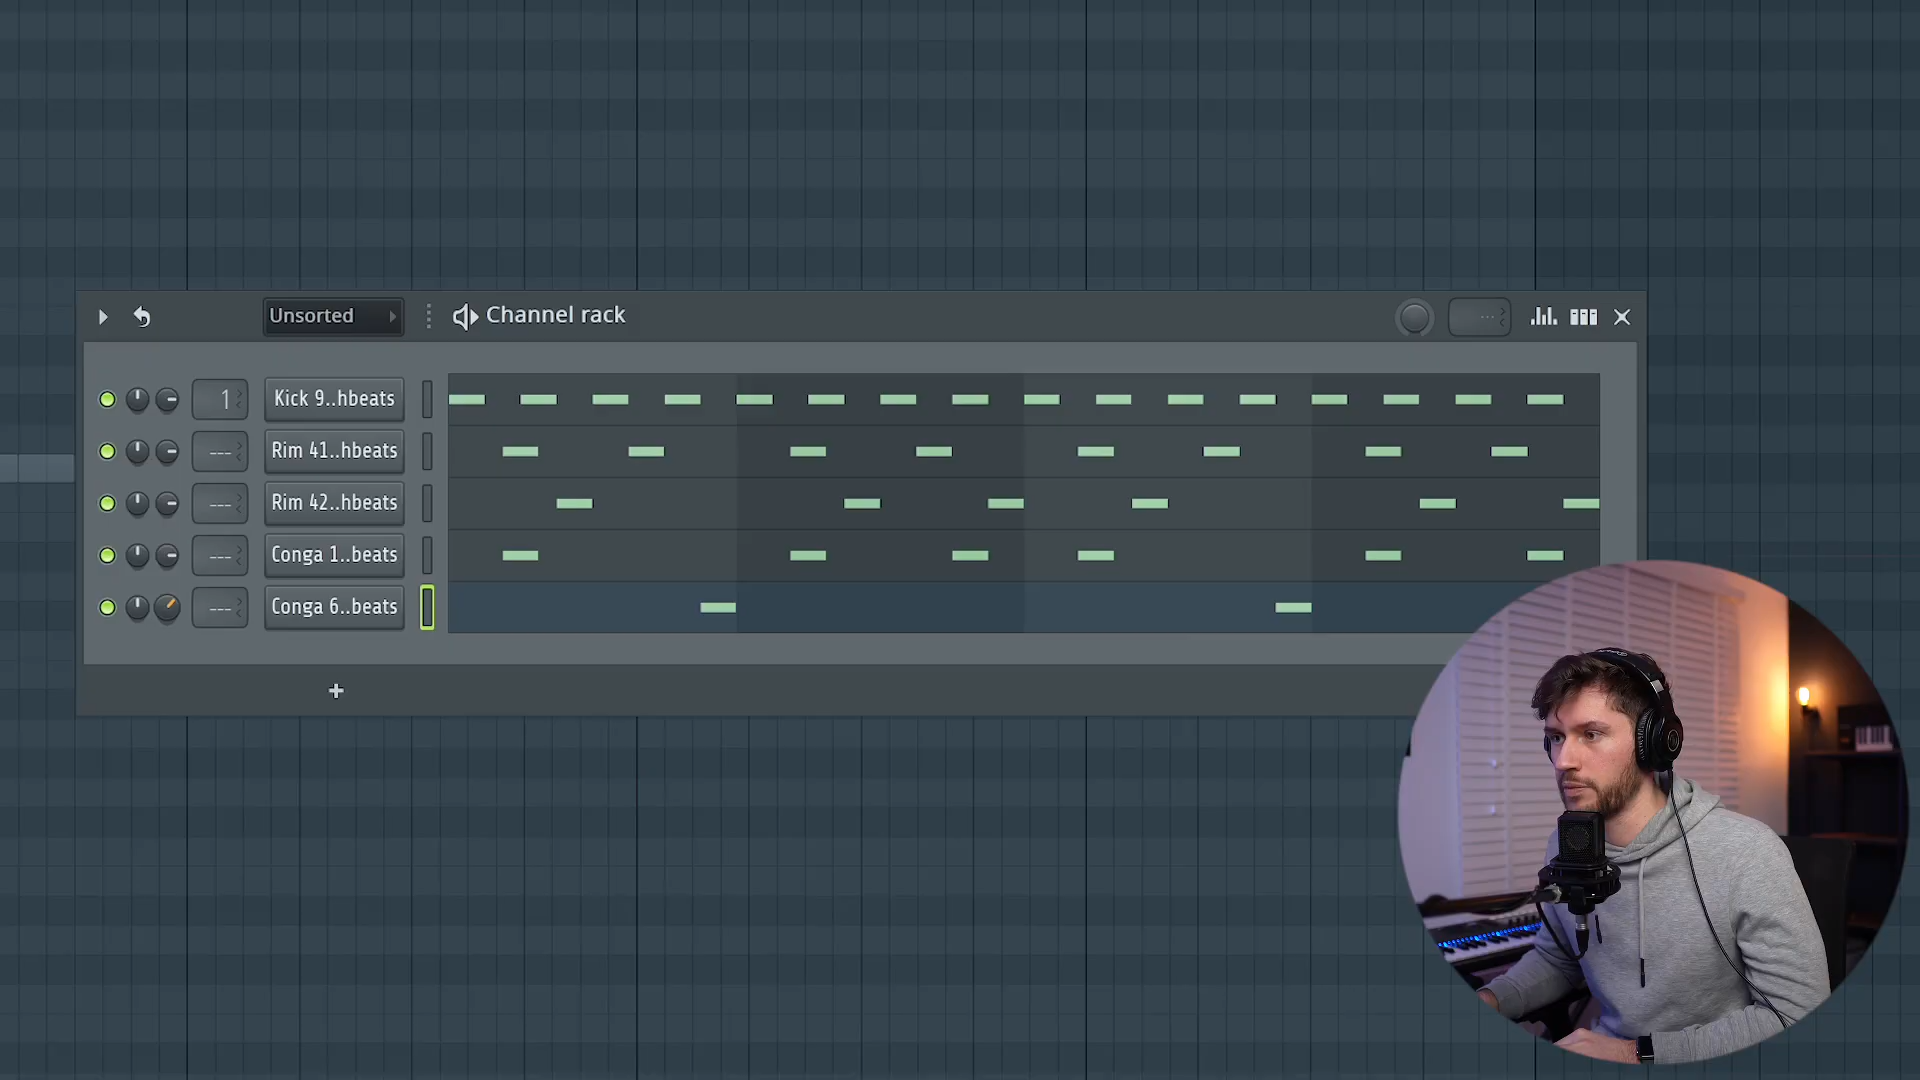 Unsorted
Channel rack
1
Kick 9..hbeats
---
Rim 41..hbeats
---
Rim 42..hbeats
---
Conga 1..beats
---
Conga 6..beats